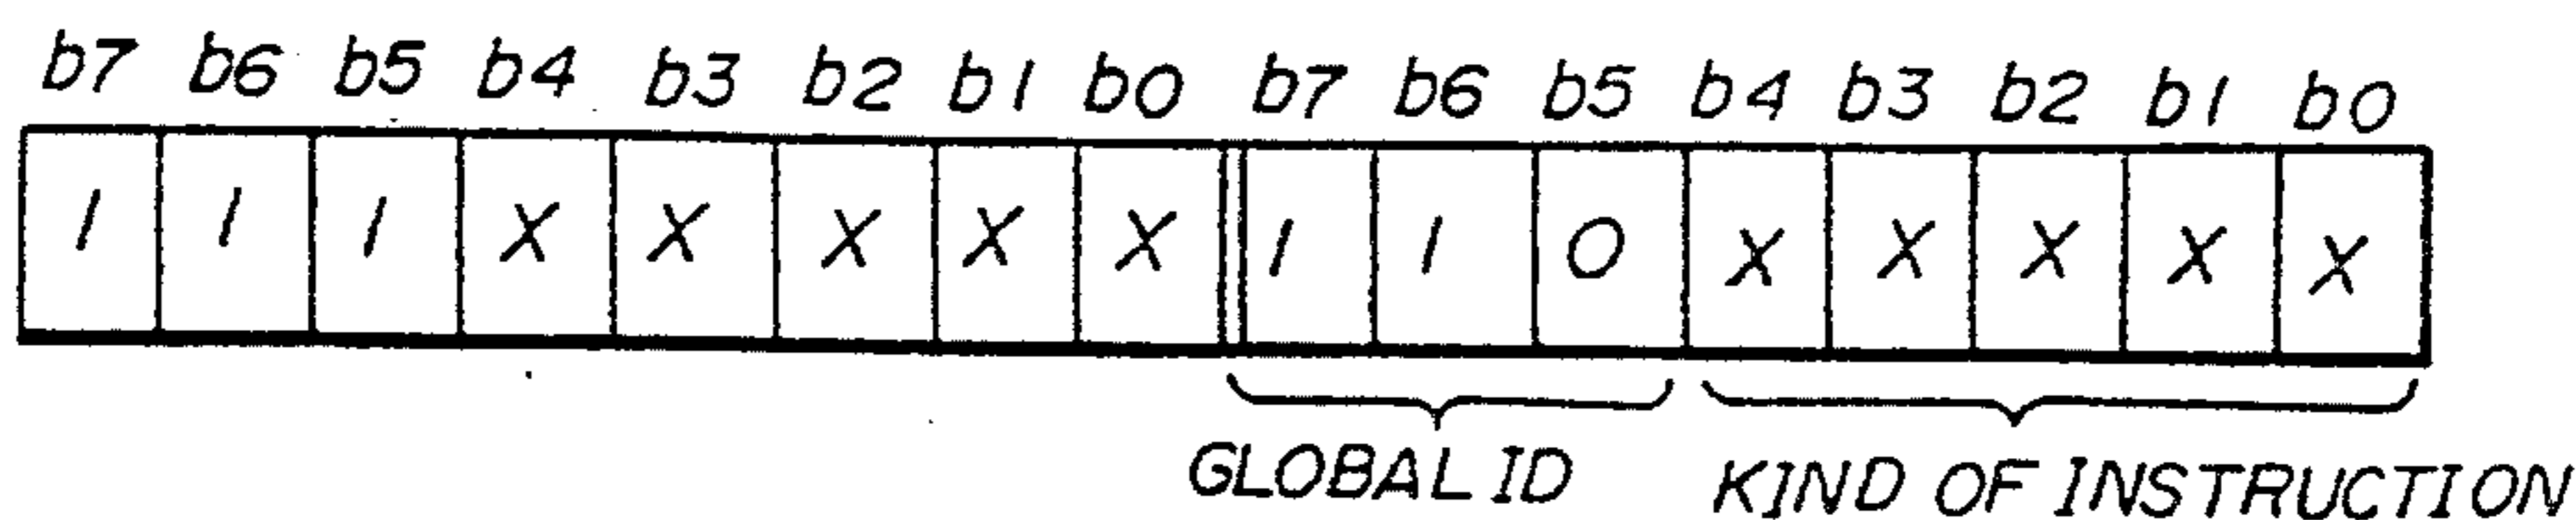 b7 b6 b5 b4 b3 b2 b1 b0 b7 b6 b5 b4 b3 b2 b1 b0
1 1 1 X X X X X 1 1 0 X X X X X
GLOBAL ID KIND OF INSTRUCTION